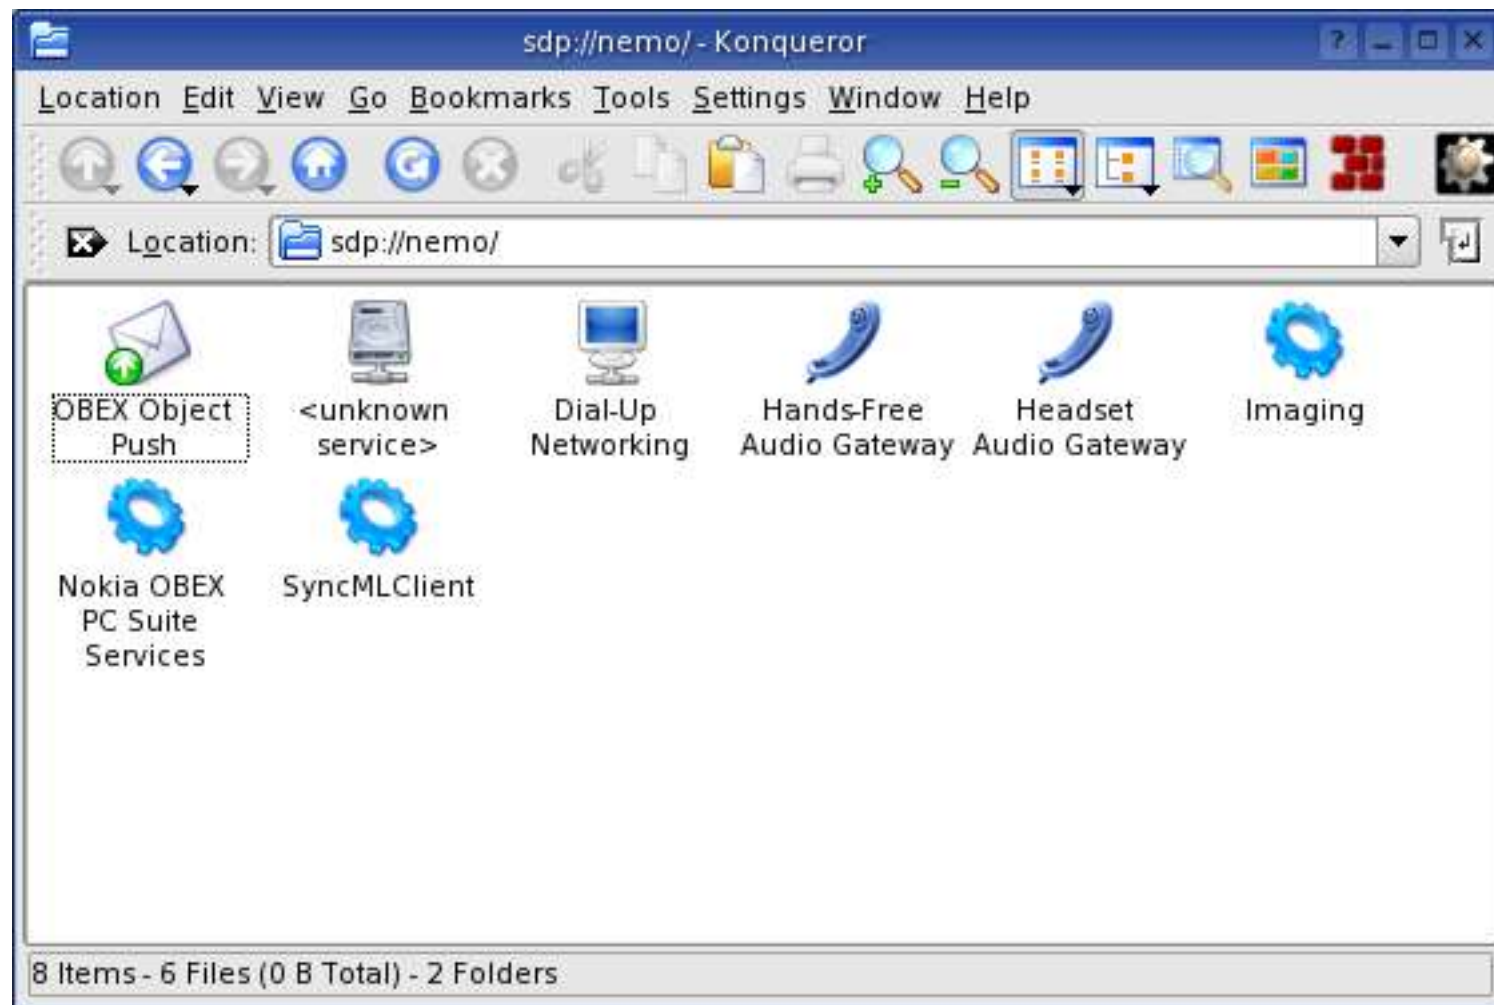 sdp://nemo/ - Konqueror
Location Edit View Go Bookmarks Tools Settings Window Help
Location: sdp://nemo/
OBEX Object
Push
<unknown
service>
Dial-Up
Networking
Hands-Free
Audio Gateway
Headset
Audio Gateway
Imaging
Nokia OBEX
PC Suite
Services
SyncMLClient
8 Items - 6 Files (0 B Total) - 2 Folders